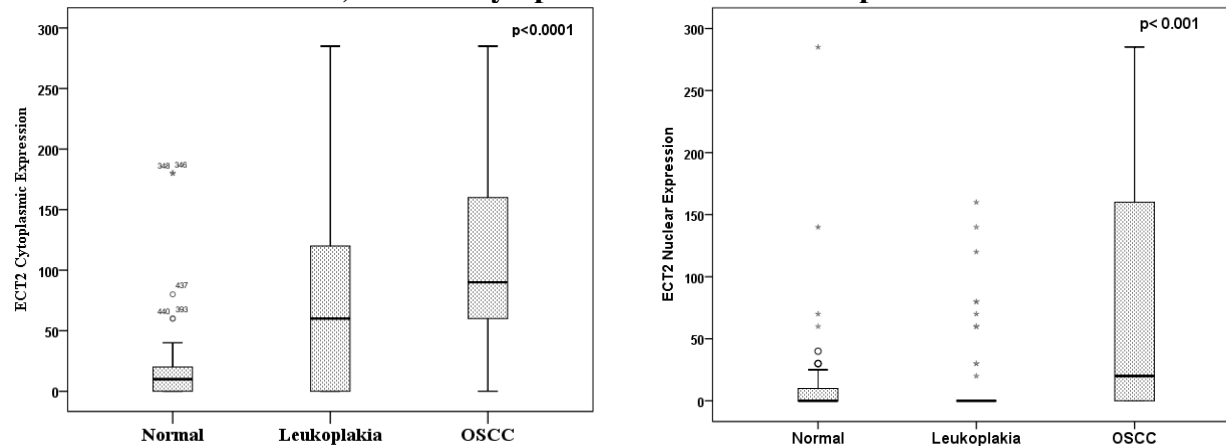 p<0.0001
300
250
200
150
100
50
0
ECT2 Cytoplasmic Expression
348 346
437
440 393
Normal Leukoplakia OSCC
p< 0.001
300
250
200
150
100
50
0
ECT2 Nuclear Expression
Normal Leukoplakia OSCC